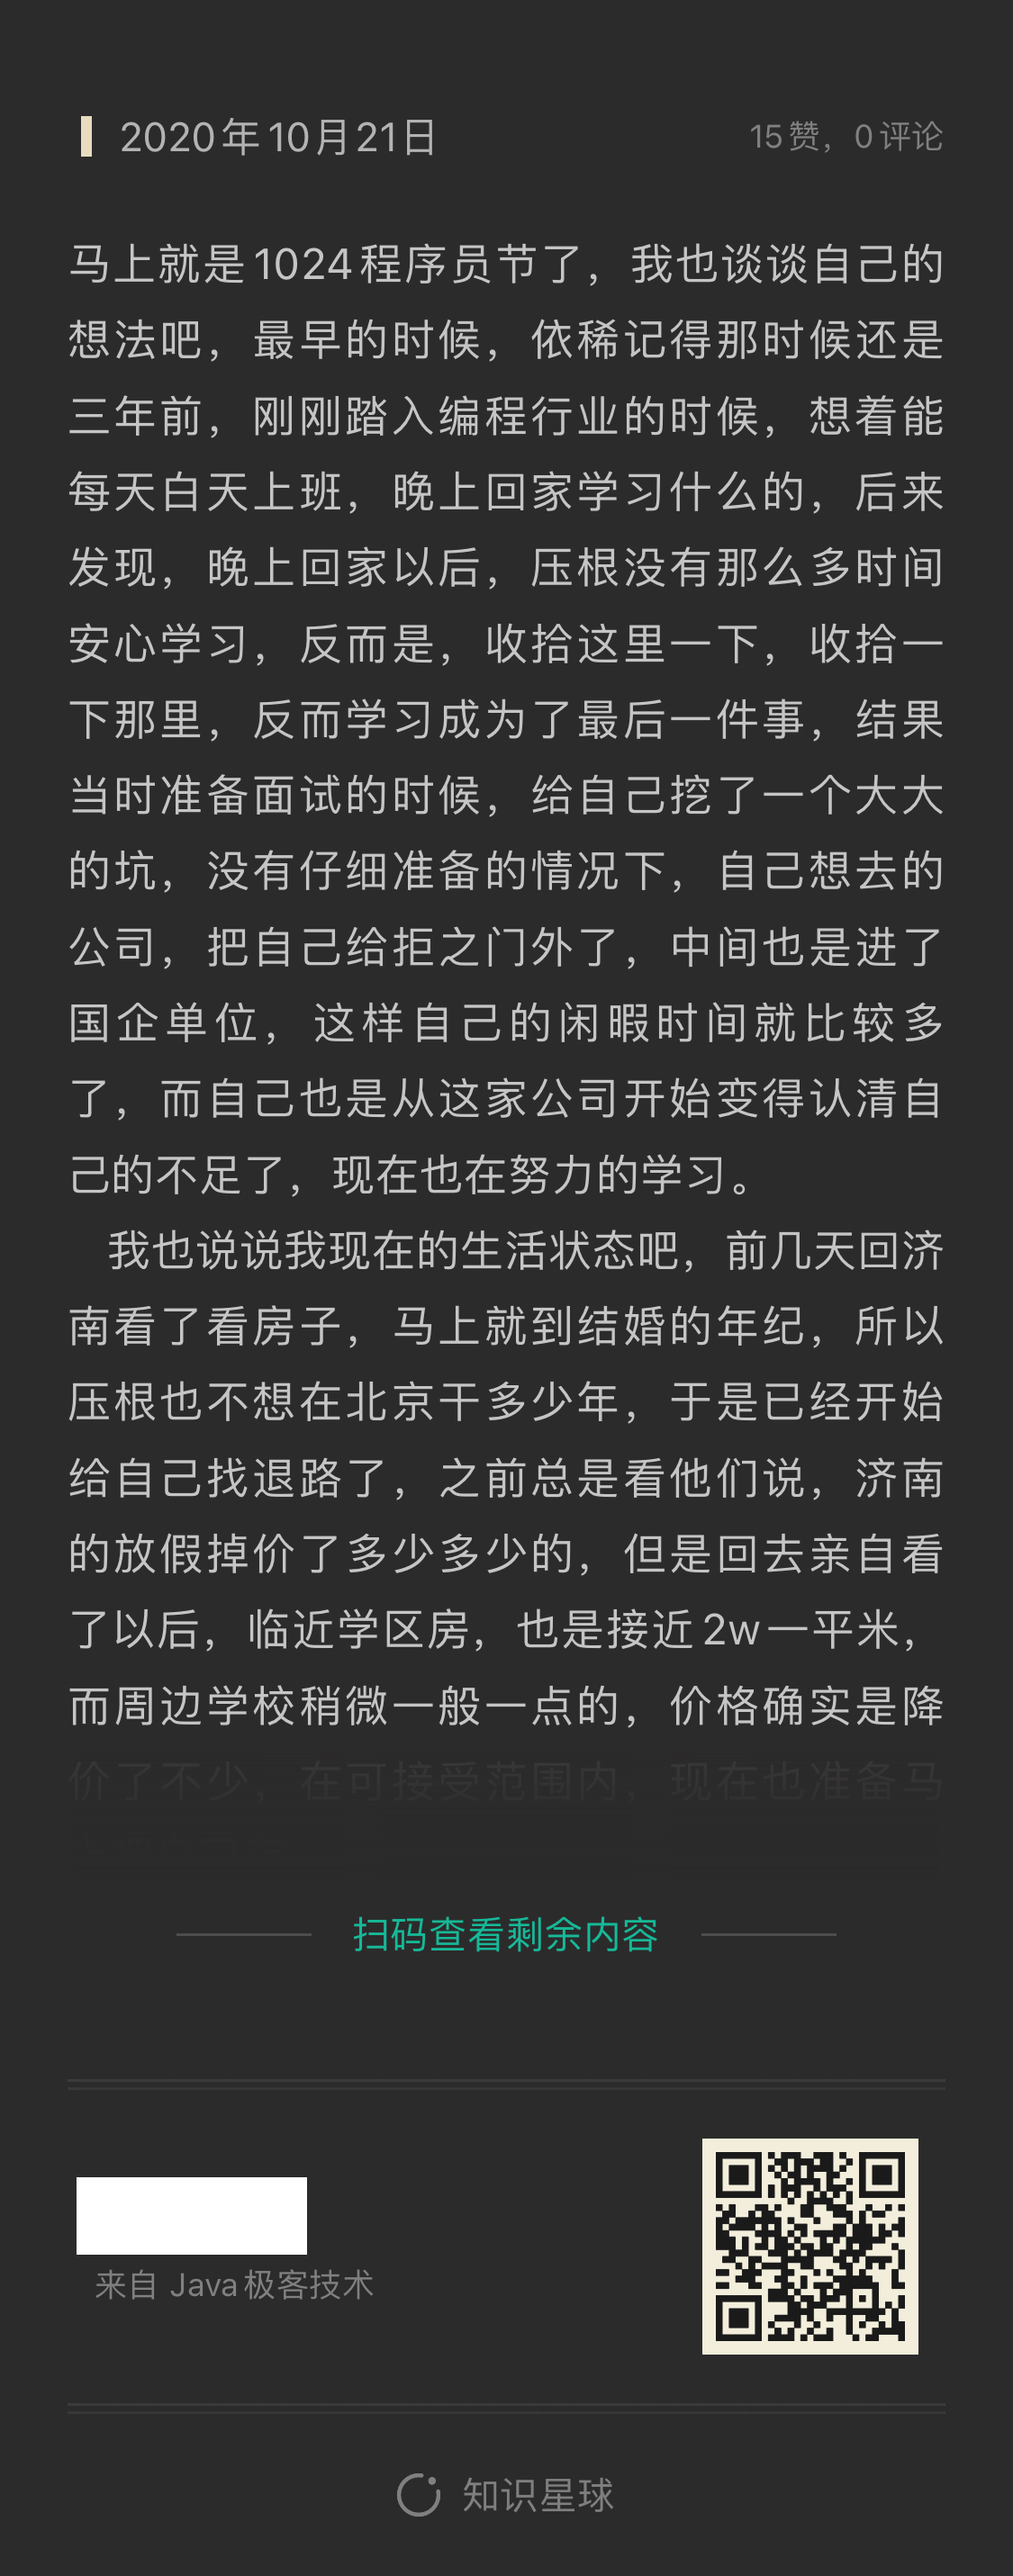 2020年10月21日
15赞，0评论
马上就是1024程序员节了，我也谈谈自己的
想法吧，最早的时候，依稀记得那时候还是
三年前，刚刚踏入编程行业的时候，想着能
每天白天上班，晚上回家学习什么的，后来
发现，晚上回家以后，压根没有那么多时间
安心学习，反而是，收拾这里一下，收拾一
下那里，反而学习成为了最后一件事，结果
当时准备面试的时候，给自己挖了一个大大
的坑，没有仔细准备的情况下，自己想去的
公司，把自己给拒之门外了，中间也是进了
国企单位，这样自己的闲暇时间就比较多
了，而自己也是从这家公司开始变得认清自
己的不足了，现在也在努力的学习。
我也说说我现在的生活状态吧，前几天回济
南看了看房子，马上就到结婚的年纪，所以
压根也不想在北京干多少年，于是已经开始
给自己找退路了，之前总是看他们说，济南
的放假掉价了多少多少的，但是回去亲自看
了以后，临近学区房，也是接近2w一平米，
而周边学校稍微一般一点的，价格确实是降
价了不少，在可接受范围内，现在也准备马
扫码查看剩余内容
来自 Java极客技术
知识星球